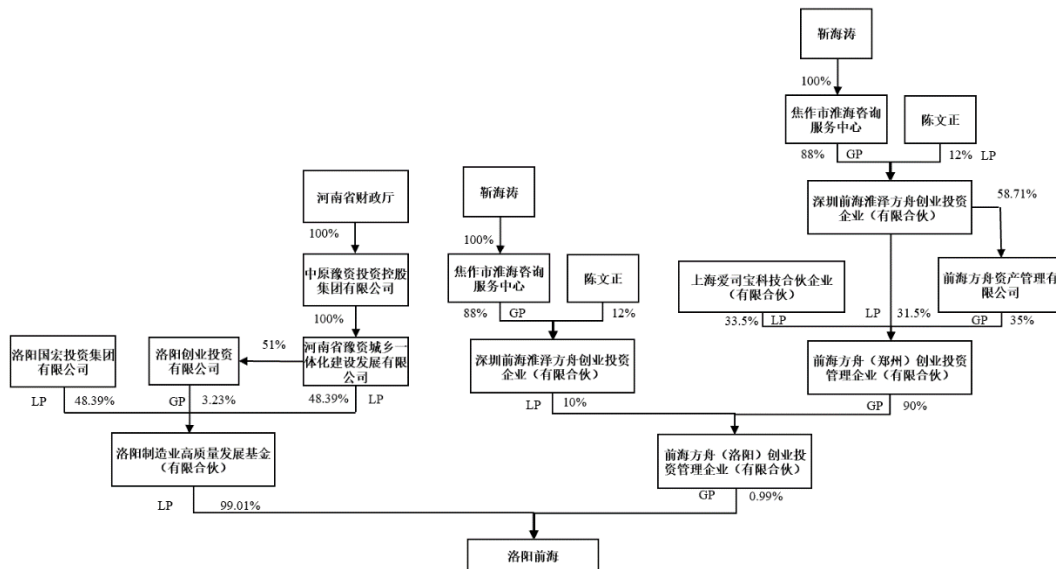 靳海涛
100%
焦作市淮海咨询
服务中心
陈文正
88%
GP
12%
LP
河南省财政厅
靳海涛
深圳前海淮泽方舟创业投资
企业（有限合伙）
58.71%
100%
100%
中原豫资投资控股
集团有限公司
焦作市淮海咨询
服务中心
陈文正
上海爱司宝科技合伙企业
（有限合伙）
前海方舟资产管理有
限公司
88%
GP
12%
33.5%
LP
LP
31.5%
GP
35%
100%
洛阳国宏投资集团
有限公司
洛阳创业投资
有限公司
51%
河南省豫资城乡一
体化建设发展有限
公司
深圳前海淮泽方舟创业投资
企业（有限合伙）
前海方舟（郑州）创业投资
管理企业（有限合伙）
LP
48.39%
GP
3.23%
48.39%
LP
LP
10%
GP
90%
洛阳制造业高质量发展基金
（有限合伙）
前海方舟（洛阳）创业投
资管理企业（有限合伙）
LP
99.01%
GP
0.99%
洛阳前海